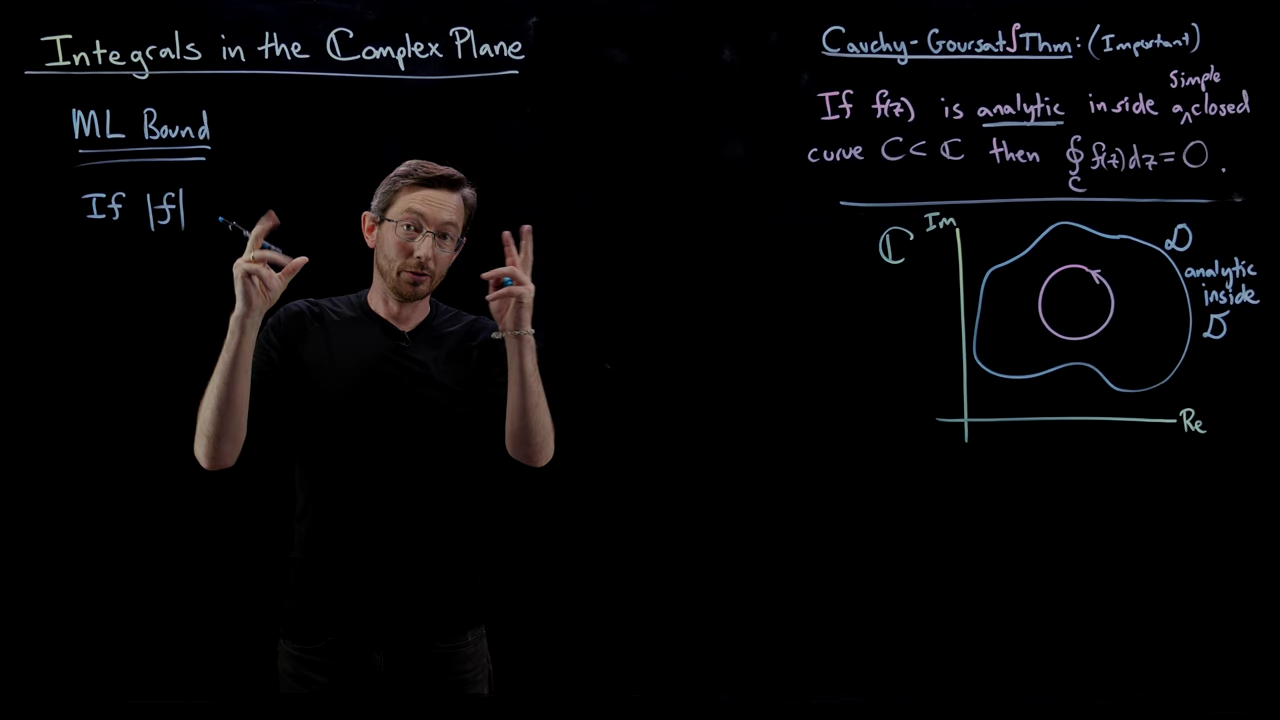 Integrals in the ℂomplex Plane
ML Bound
If |f|
Cauchy-Goursat ∫ Thm: (Important)
If f(z) is analytic inside a ^ simple closed
curve C < ℂ then ∮_C f(z)dz = 0.
ℂ
Im
D
analytic
inside
D
Re